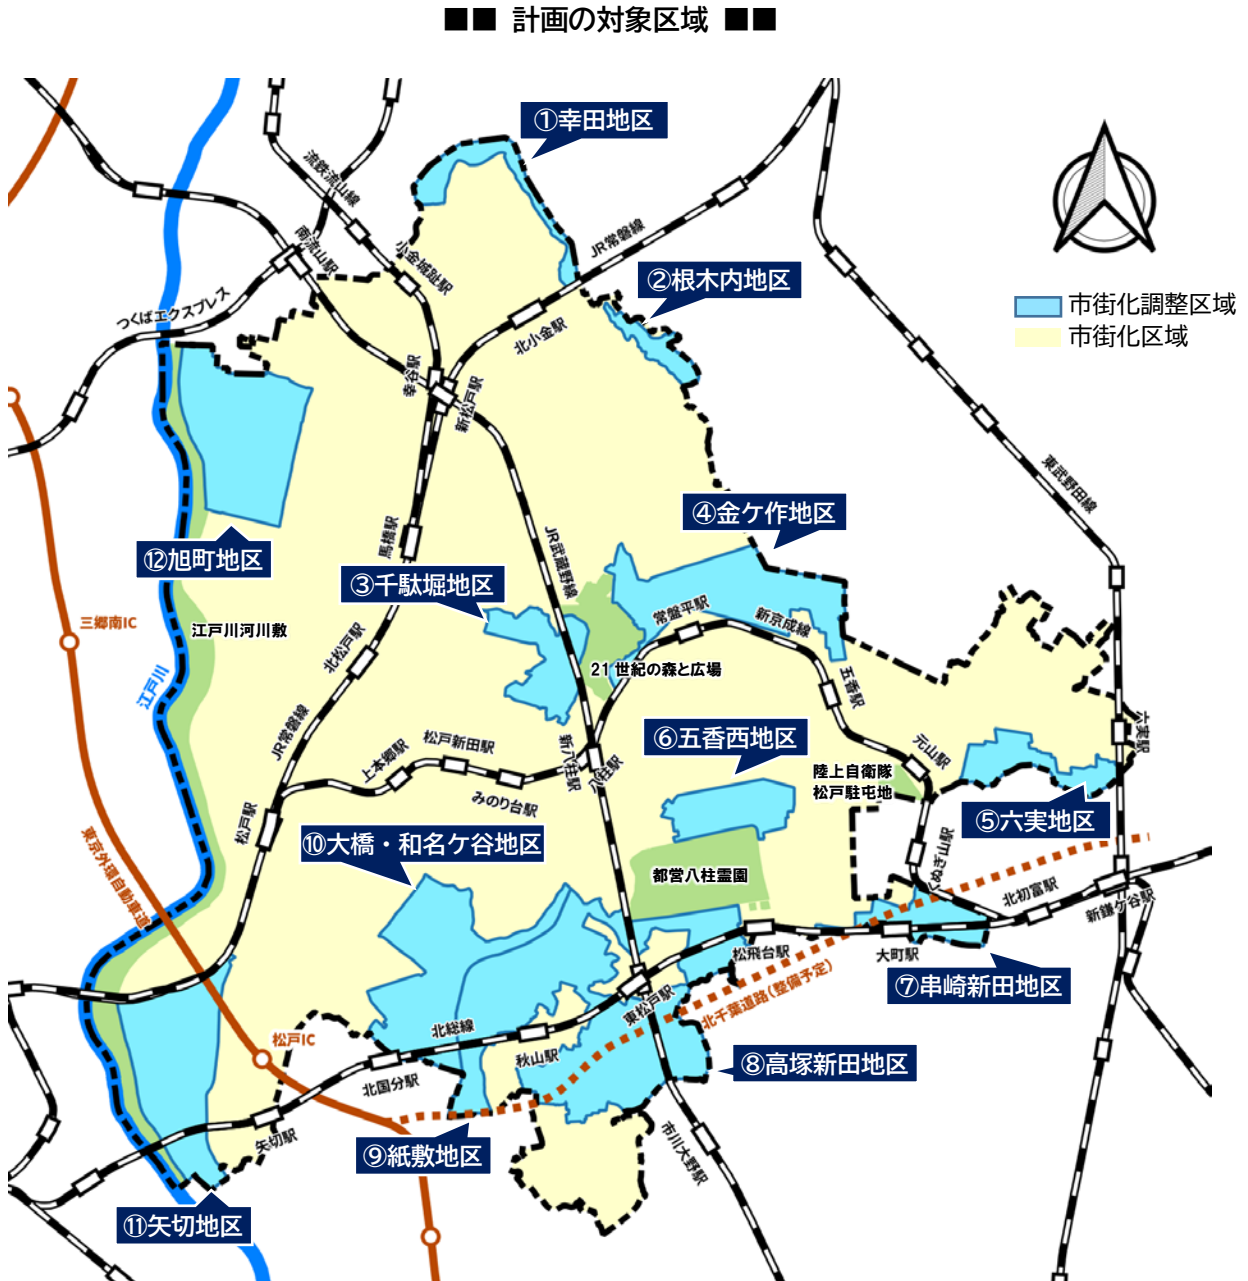 ■■ 計画の対象区域 ■■
①幸田地区
流鉄流山線
南流山駅
小金城趾駅
JR常磐線
②根木内地区
市街化調整区域
市街化区域
つくばエクスプレス
北小金駅
幸谷駅
新松戸駅
東武野田線
④金ケ作地区
馬橋駅
JR武蔵野線
⑫旭町地区
③千駄堀地区
三郷南IC
江戸川河川敷
常盤平駅
新京成線
北松戸駅
21世紀の森と広場
江戸川
五香駅
JR常磐線
松戸新田駅
上本郷駅
新八柱駅
八柱駅
⑥五香西地区
元山駅
六実駅
陸上自衛隊
松戸駐屯地
みのり台駅
松戸駅
⑤六実地区
東京外環自動車道
⑩大橋・和名ケ谷地区
くぬぎ山駅
都営八柱霊園
北初富駅
新鎌ケ谷駅
松飛台駅
大町駅
⑦串崎新田地区
東松戸駅
北千葉道路(整備予定)
北総線
松戸IC
秋山駅
⑧高塚新田地区
北国分駅
矢切駅
⑨紙敷地区
市川大野駅
⑪矢切地区